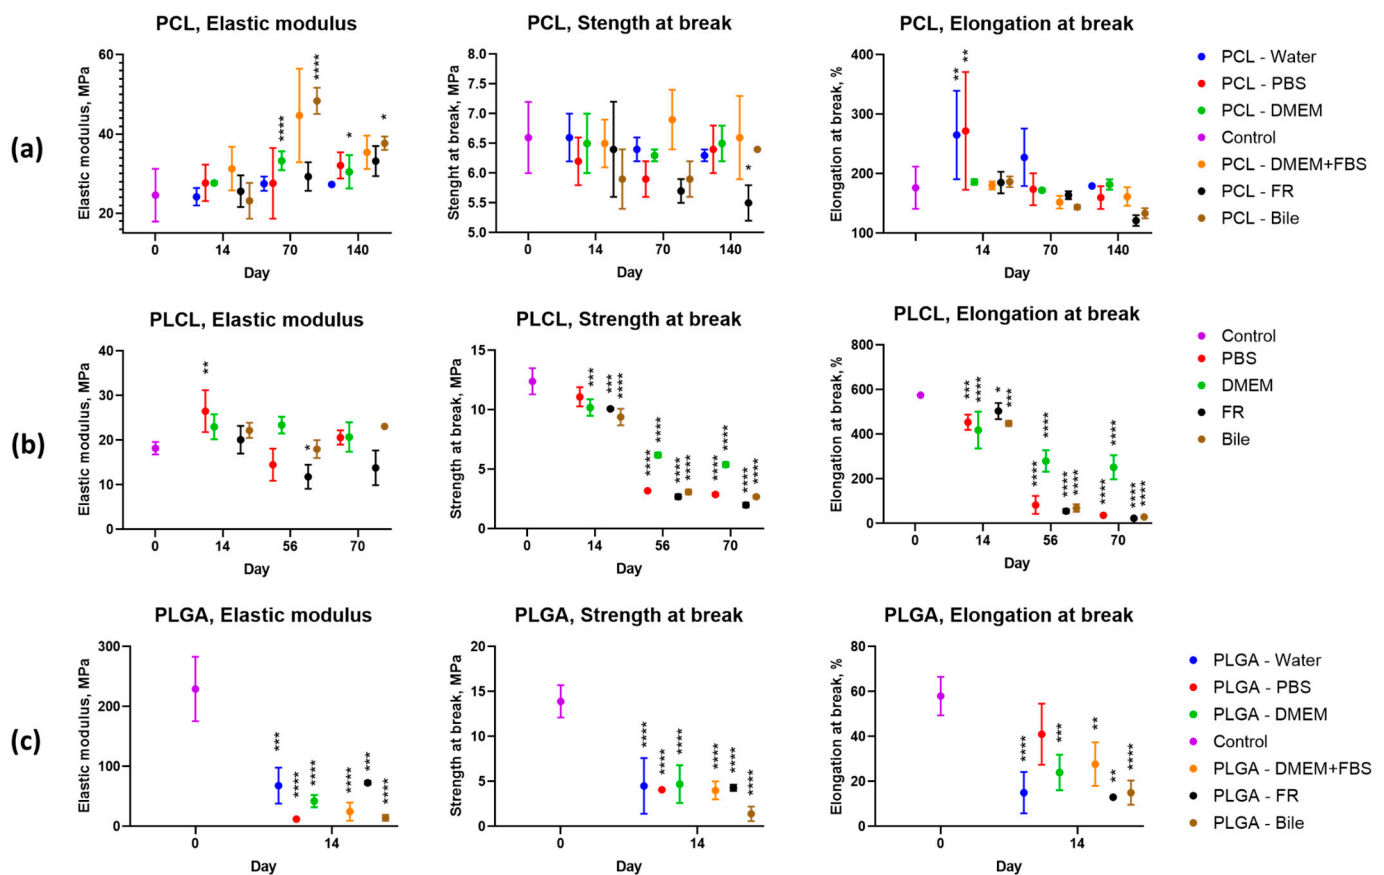 PCL, Elastic modulus
PCL, Stength at break
PCL, Elongation at break
(a)
Elastic modulus, MPa
60
40
20
****
****
*
*
0 14 70 140
Day
Stenght at break, MPa
8.0
7.5
7.0
6.5
6.0
5.5
5.0
*
0 14 70 140
Day
Elongation at break, %
400
300
200
100
**
**
14 70 140
Day
PCL - Water
PCL - PBS
PCL - DMEM
Control
PCL - DMEM+FBS
PCL - FR
PCL - Bile
PLCL, Elastic modulus
PLCL, Strength at break
PLCL, Elongation at break
(b)
Elastic modulus, MPa
40
30
20
10
0
**
*
0 14 56 70
Day
Strength at break, MPa
15
10
5
0
***
***
****
****
****
****
****
****
****
****
****
0 14 56 70
Day
Elongation at break, %
800
600
400
200
0
***
****
*
***
****
****
****
****
****
****
****
****
0 14 56 70
Day
Control
PBS
DMEM
FR
Bile
PLGA, Elastic modulus
PLGA, Strength at break
PLGA, Elongation at break
(c)
Elastic modulus, MPa
300
200
100
0
***
****
****
****
***
****
0 14
Day
Strength at break, MPa
20
15
10
5
0
****
****
****
****
****
****
0 14
Day
Elongation at break, %
80
60
40
20
0
****
***
**
**
****
0 14
Day
PLGA - Water
PLGA - PBS
PLGA - DMEM
Control
PLGA - DMEM+FBS
PLGA - FR
PLGA - Bile